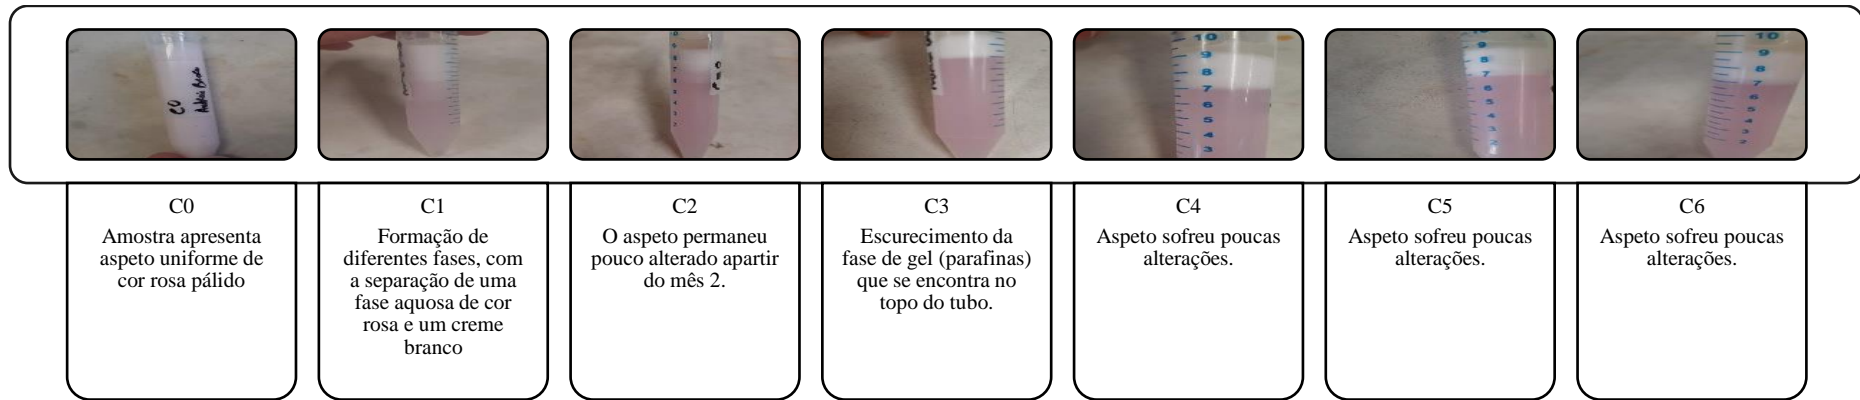 C0
Amostra apresenta
aspeto uniforme de
cor rosa pálido
C1
Formação de
diferentes fases, com
a separação de uma
fase aquosa de cor
rosa e um creme
branco
C2
O aspeto permaneu
pouco alterado apartir
do mês 2.
C3
Escurecimento da
fase de gel (parafinas)
que se encontra no
topo do tubo.
C4
Aspeto sofreu poucas
alterações.
C5
Aspeto sofreu poucas
alterações.
C6
Aspeto sofreu poucas
alterações.